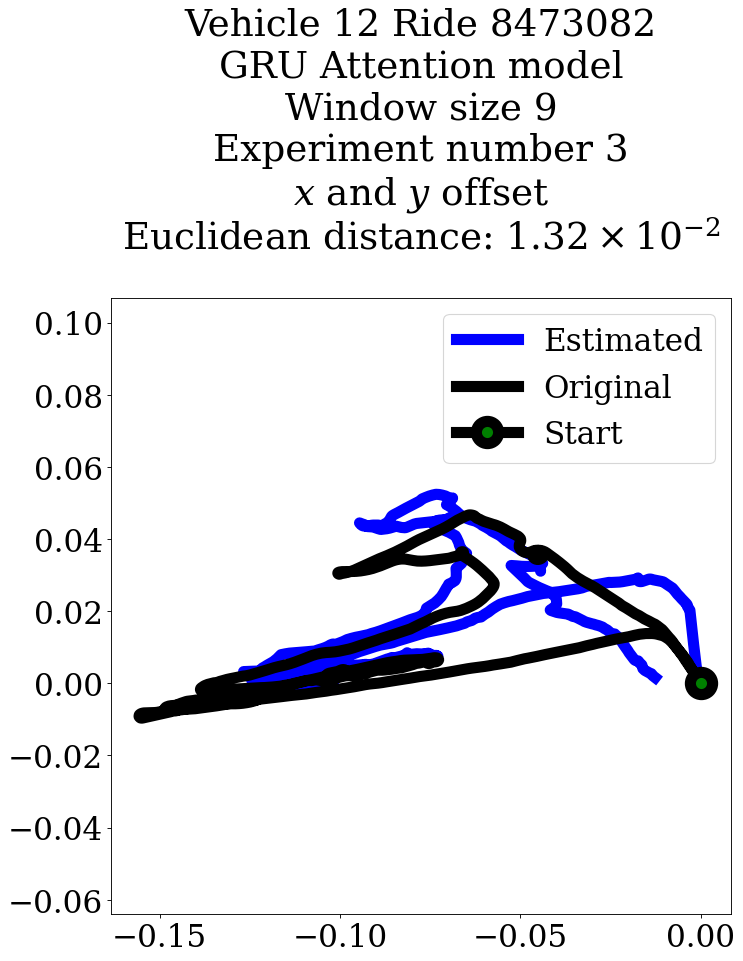 Vehicle 12 Ride 8473082
GRU Attention model
Window size 9
Experiment number 3
x and y offset
Euclidean distance: 1.32 × 10⁻²
Estimated
Original
Start
0.10
0.08
0.06
0.04
0.02
0.00
−0.02
−0.04
−0.06
−0.15 −0.10 −0.05 0.00